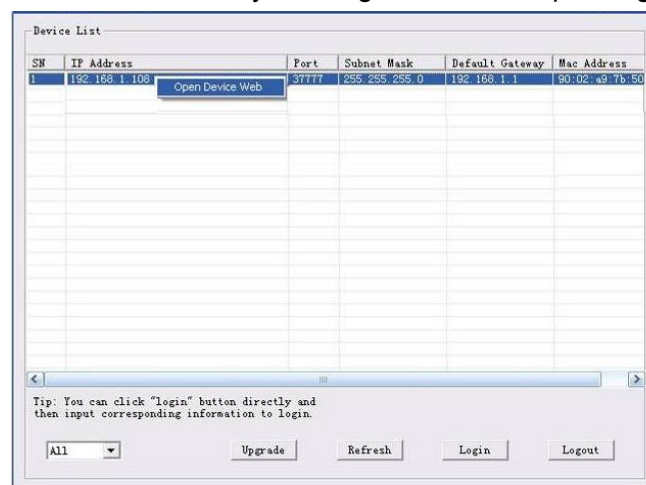 Device List
SN IP Address Port Subnet Mask Default Gateway Mac Address
1 192.168.1.108 37777 255.255.255.0 192.168.1.1 90:02:a9:7b:50
Open Device Web
Tip: You can click "login" button directly and
then input corresponding information to login.
All Upgrade Refresh Login Logout